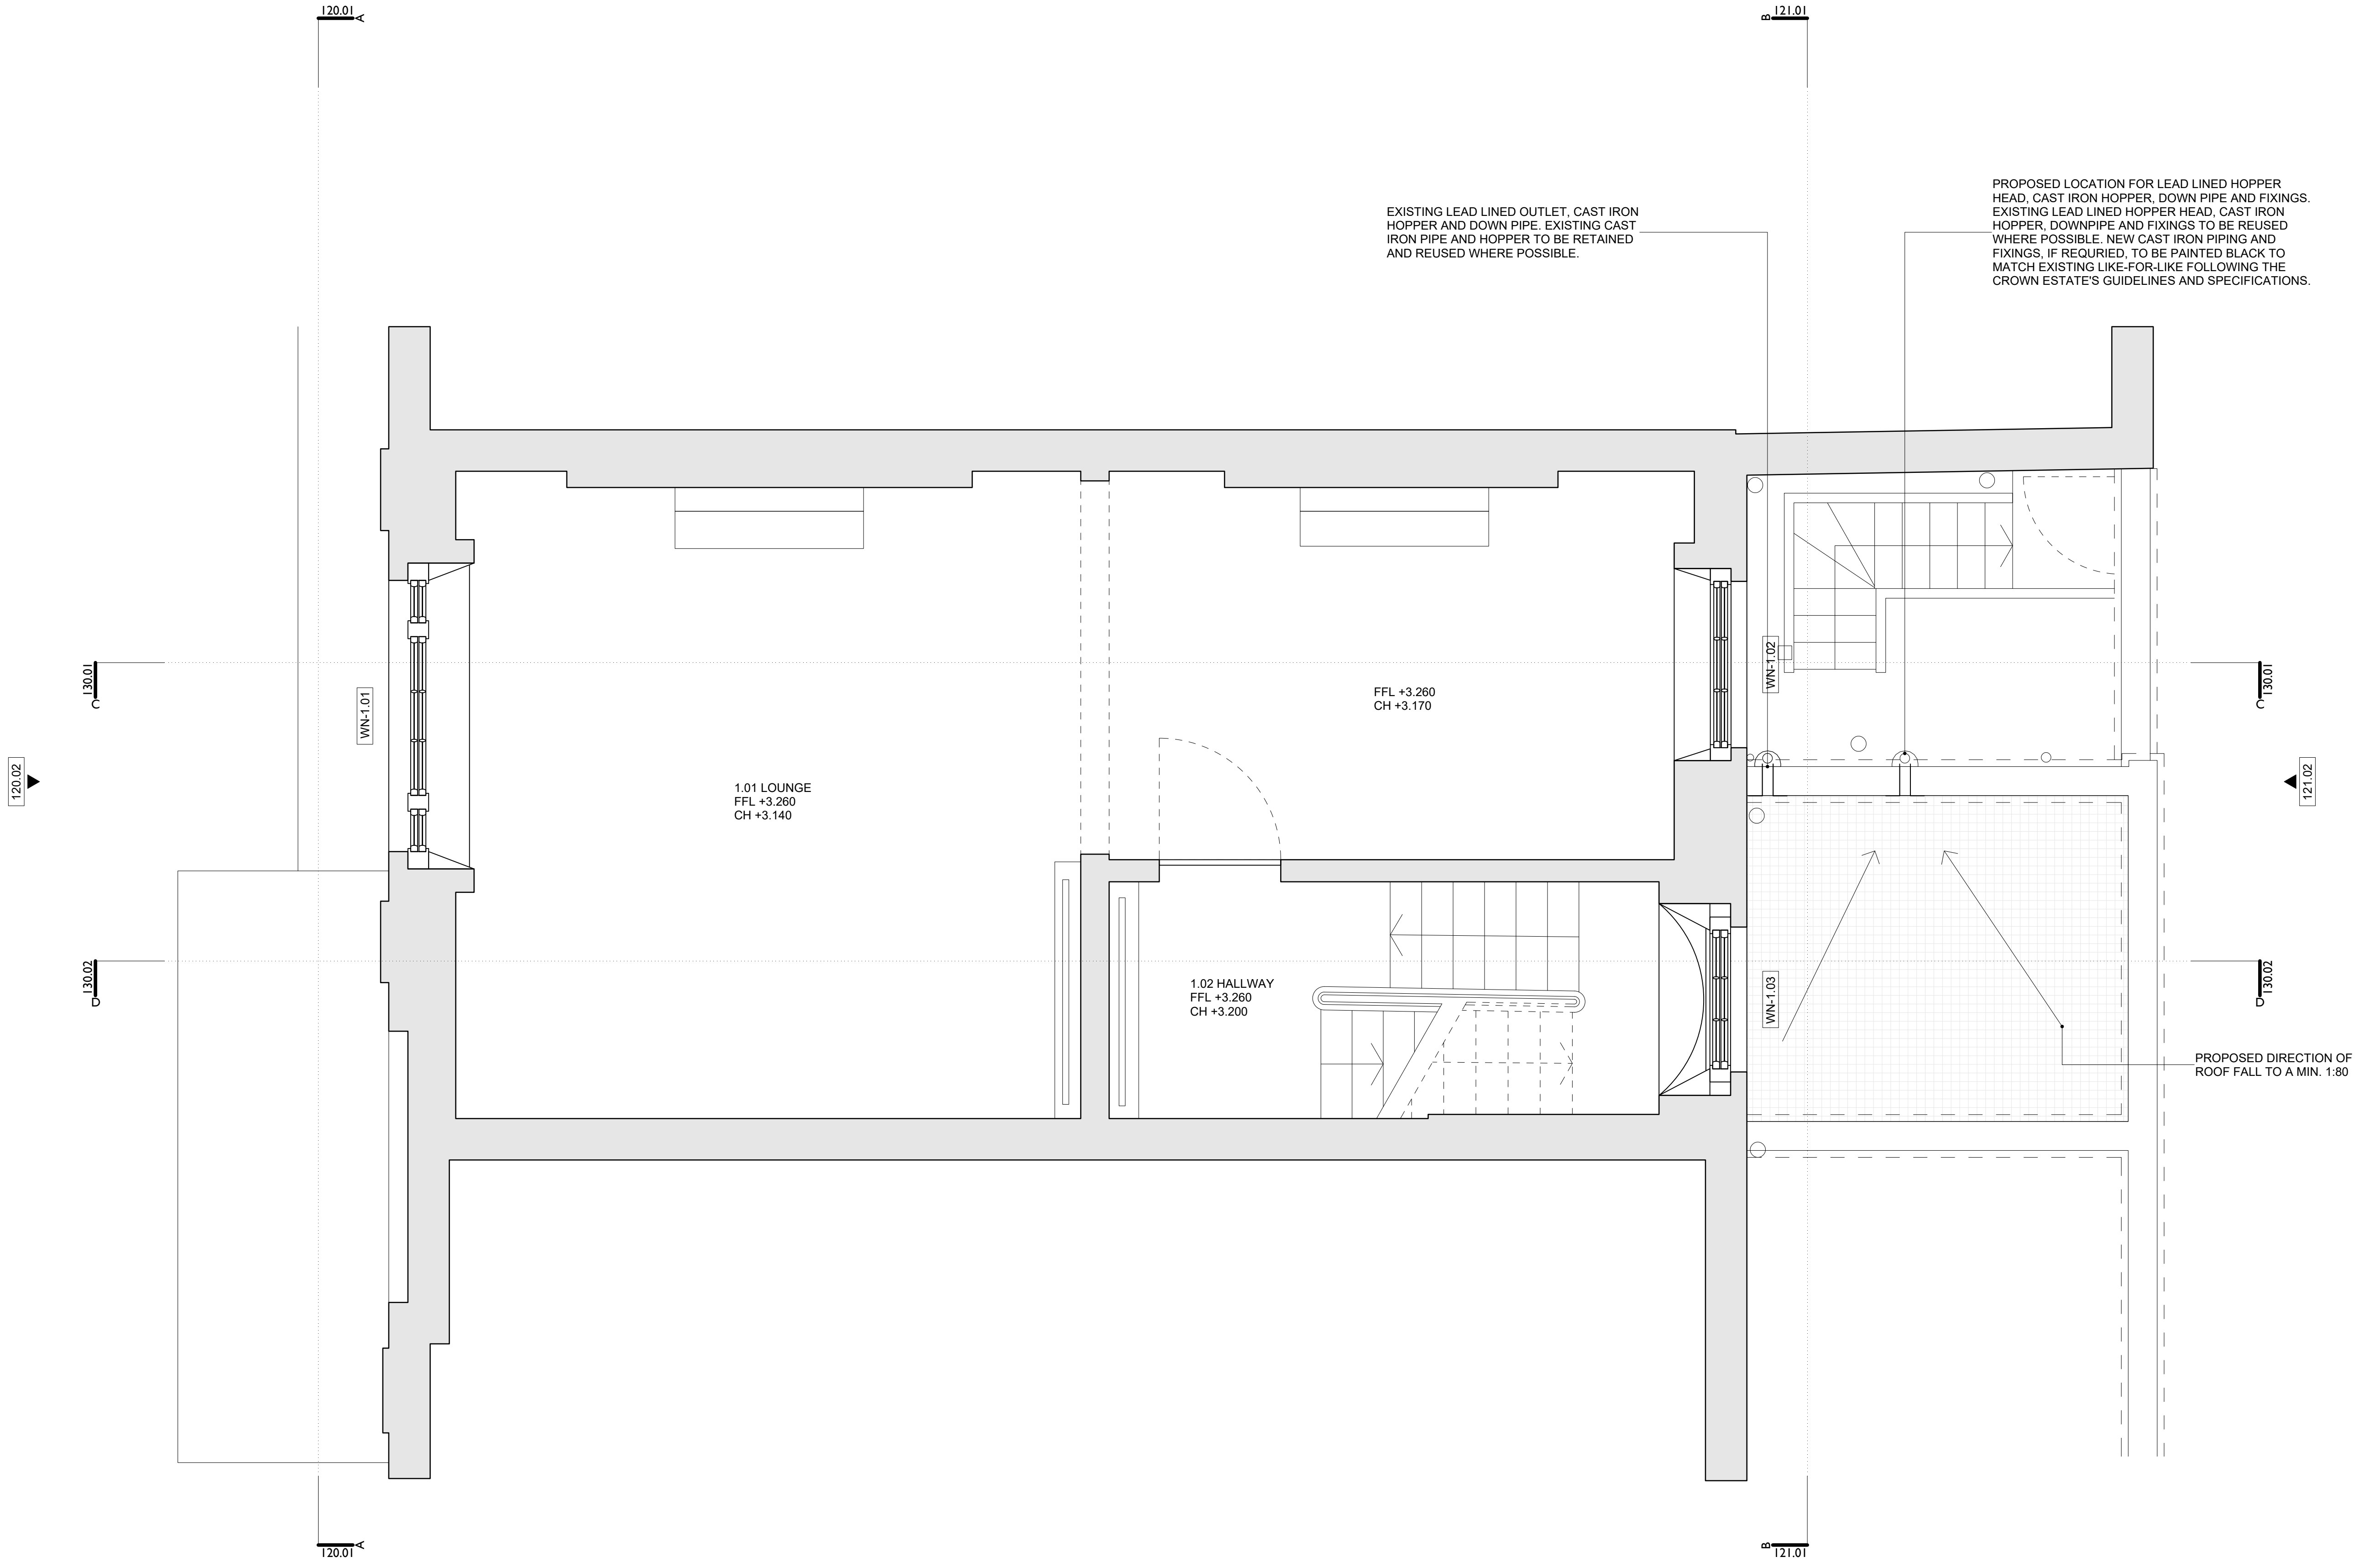 120.01
A
B
121.01
PROPOSED LOCATION FOR LEAD LINED HOPPER
HEAD, CAST IRON HOPPER, DOWN PIPE AND FIXINGS.
EXISTING LEAD LINED HOPPER HEAD, CAST IRON
HOPPER, DOWNPIPE AND FIXINGS TO BE REUSED
WHERE POSSIBLE. NEW CAST IRON PIPING AND
FIXINGS, IF REQURIED, TO BE PAINTED BLACK TO
MATCH EXISTING LIKE-FOR-LIKE FOLLOWING THE
CROWN ESTATE'S GUIDELINES AND SPECIFICATIONS.
EXISTING LEAD LINED OUTLET, CAST IRON
HOPPER AND DOWN PIPE. EXISTING CAST
IRON PIPE AND HOPPER TO BE RETAINED
AND REUSED WHERE POSSIBLE.
130.01
C
WN-1.01
FFL +3.260
CH +3.170
WN-1.02
130.01
C
120.02
1.01 LOUNGE
FFL +3.260
CH +3.140
121.02
130.02
D
1.02 HALLWAY
FFL +3.260
CH +3.200
WN-1.03
130.02
D
PROPOSED DIRECTION OF
ROOF FALL TO A MIN. 1:80
120.01
A
B
121.01